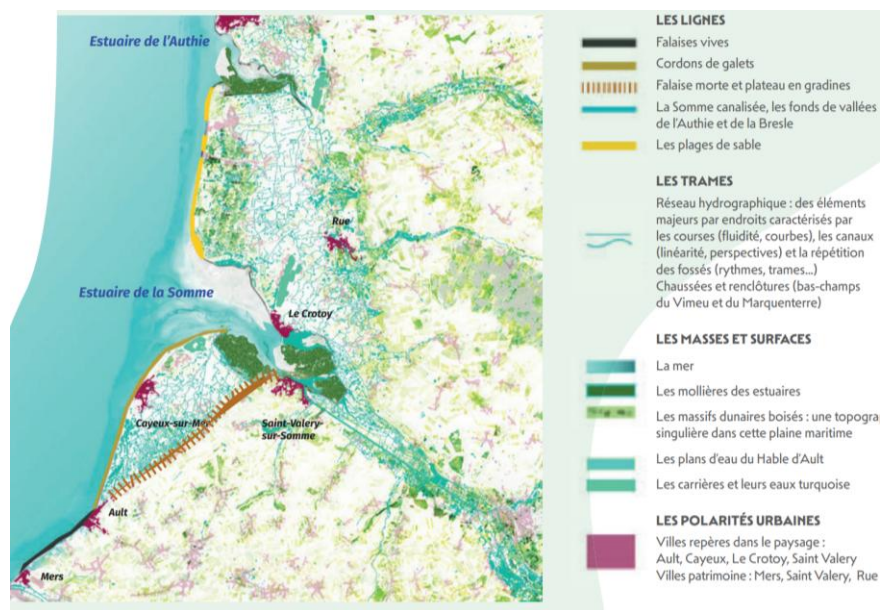 Estuaire de l'Authie
Rue
Estuaire de la Somme
Le Crotoy
Cayeux-sur-Mer
Saint-Valery-
sur-Somme
Ault
Mers
LES LIGNES
Falaises vives
Cordons de galets
Falaise morte et plateau en gradines
La Somme canalisée, les fonds de vallées
de l'Authie et de la Bresle
Les plages de sable
LES TRAMES
Réseau hydrographique : des éléments
majeurs par endroits caractérisés par
les courses (fluidité, courbes), les canaux
(linéarité, perspectives) et la répétition
des fossés (rythmes, trames...)
Chaussées et renclôtures (bas-champs
du Vimeu et du Marquenterre)
LES MASSES ET SURFACES
La mer
Les mollières des estuaires
Les massifs dunaires boisés : une topogra
singulière dans cette plaine maritime
Les plans d'eau du Hable d'Ault
Les carrières et leurs eaux turquoise
LES POLARITÉS URBAINES
Villes repères dans le paysage :
Ault, Cayeux, Le Crotoy, Saint Valery
Villes patrimoine : Mers, Saint Valery, Rue